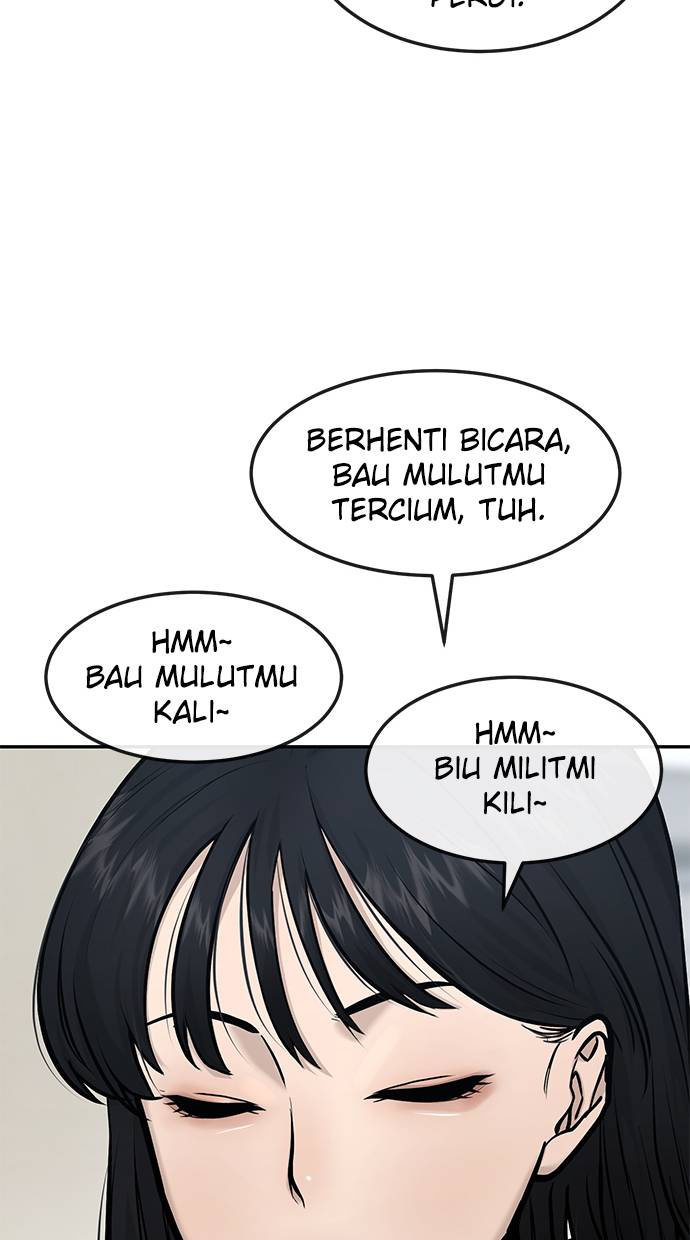 BERHENTI BICARA,
BAU MULUTMU
TERCIUM, TUH.
HMM~
BAU MULUTMU
KALI~
HMM~
BIU MILITMI
KILI~